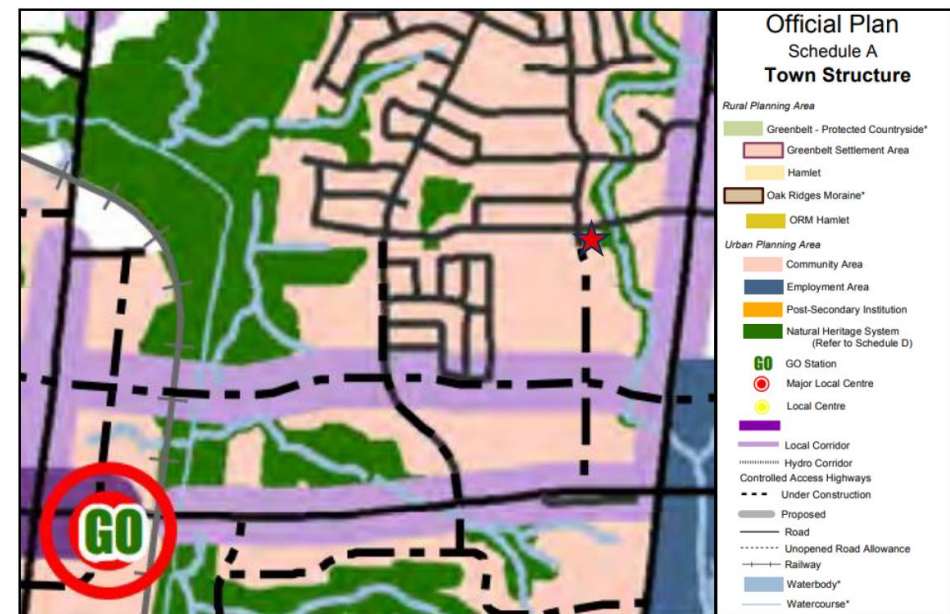 Official Plan
Schedule A
Town Structure
Rural Planning Area
Greenbelt - Protected Countryside*
Greenbelt Settlement Area
Hamlet
Oak Ridges Moraine*
ORM Hamlet
Urban Planning Area
Community Area
Employment Area
Post-Secondary Institution
Natural Heritage System
(Refer to Schedule D)
GO GO Station
Major Local Centre
Local Centre
Local Corridor
Hydro Corridor
Controlled Access Highways
Under Construction
Proposed
Road
Unopened Road Allowance
Railway
Waterbody*
Watercourse*
GO